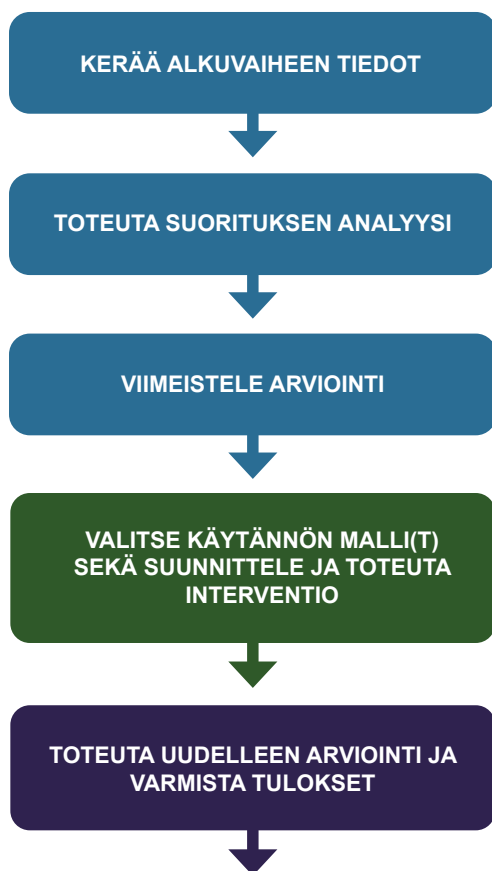 KERÄÄ ALKUVAIHEEN TIEDOT
TOTEUTA SUORITUKSEN ANALYYSI
VIIMEISTELE ARVIOINTI
VALITSE KÄYTÄNNÖN MALLI(T)
SEKÄ SUUNNITTELE JA TOTEUTA
INTERVENTIO
TOTEUTA UUDELLEEN ARVIOINTI JA
VARMISTA TULOKSET